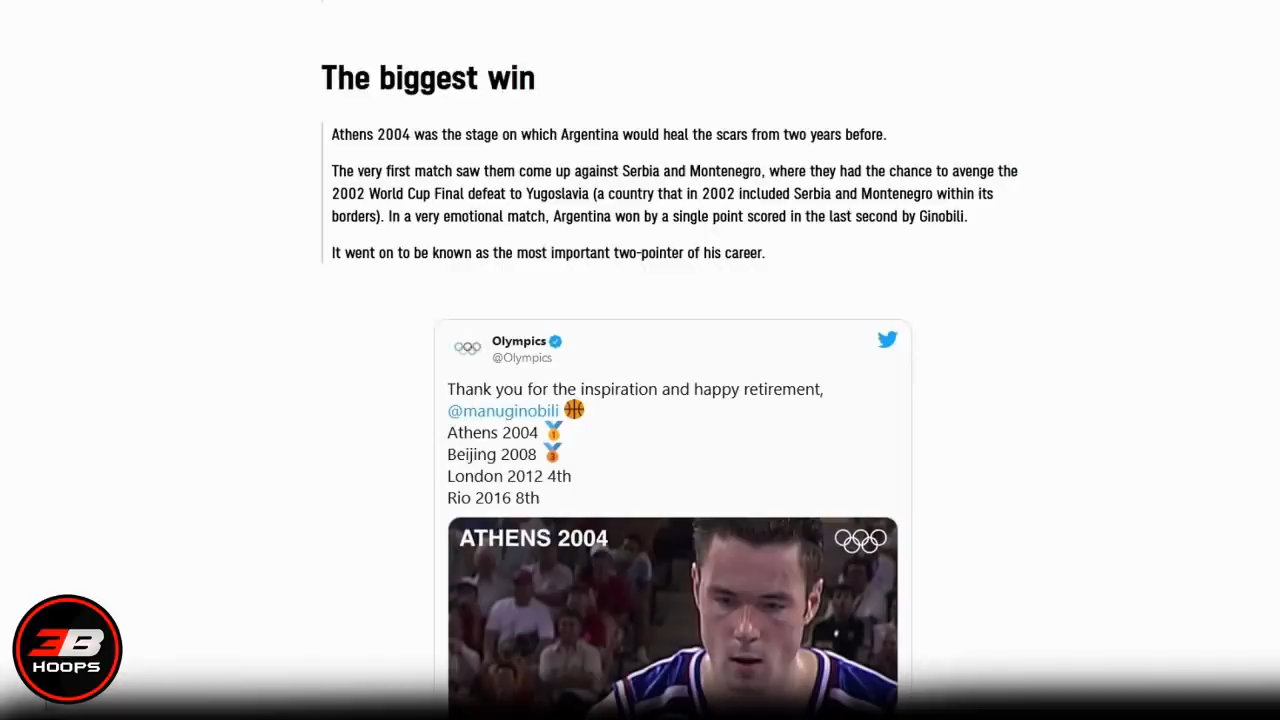 The biggest win
Athens 2004 was the stage on which Argentina would heal the scars from two years before.
The very first match saw them come up against Serbia and Montenegro, where they had the chance to avenge the
2002 World Cup Final defeat to Yugoslavia (a country that in 2002 included Serbia and Montenegro within its
borders). In a very emotional match, Argentina won by a single point scored in the last second by Ginobili.
It went on to be known as the most important two-pointer of his career.
Olympics
@Olympics
Thank you for the inspiration and happy retirement,
@manuginobili
Athens 2004
Beijing 2008
London 2012 4th
Rio 2016 8th
ATHENS 2004
3B
HOOPS